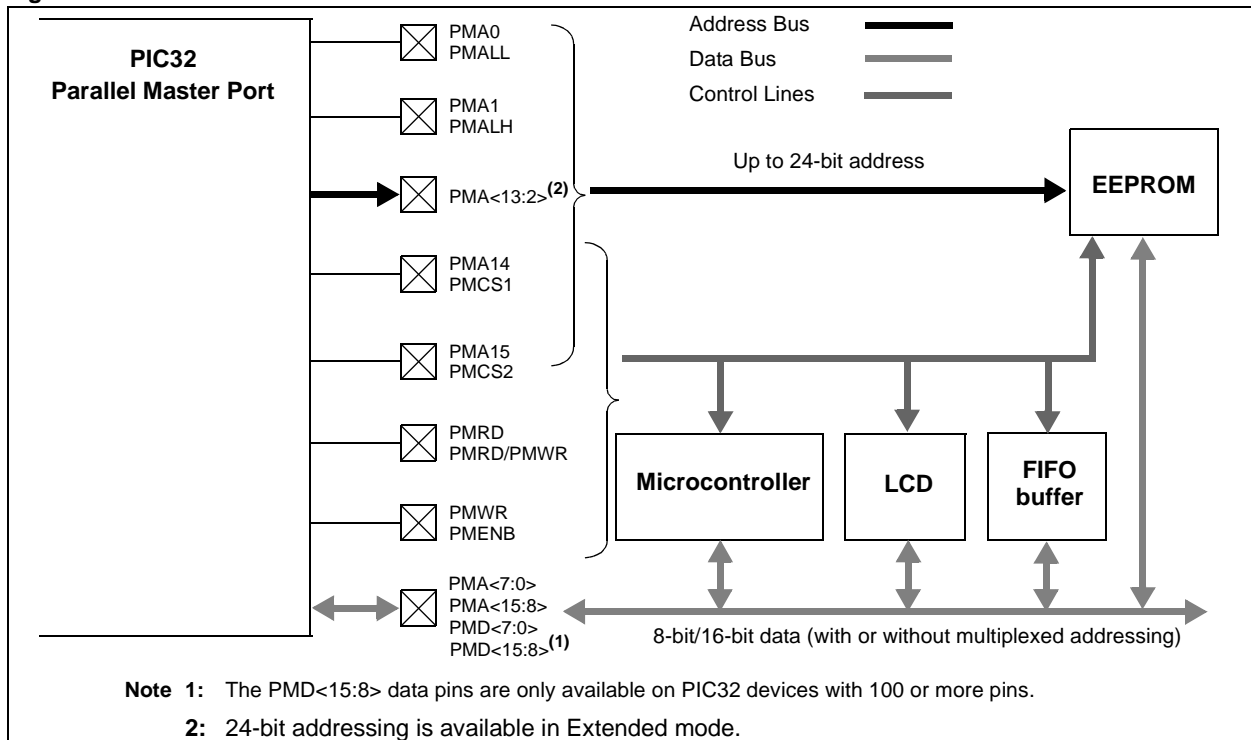 PIC32
Parallel Master Port
PMA0
PMALL
PMA1
PMALH
PMA<13:2>(2)
PMA14
PMCS1
PMA15
PMCS2
PMRD
PMRD/PMWR
PMWR
PMENB
PMA<7:0>
PMA<15:8>
PMD<7:0>
PMD<15:8>(1)
Address Bus
Data Bus
Control Lines
Up to 24-bit address
EEPROM
Microcontroller
LCD
FIFO
buffer
8-bit/16-bit data (with or without multiplexed addressing)
Note 1: The PMD<15:8> data pins are only available on PIC32 devices with 100 or more pins.
2: 24-bit addressing is available in Extended mode.